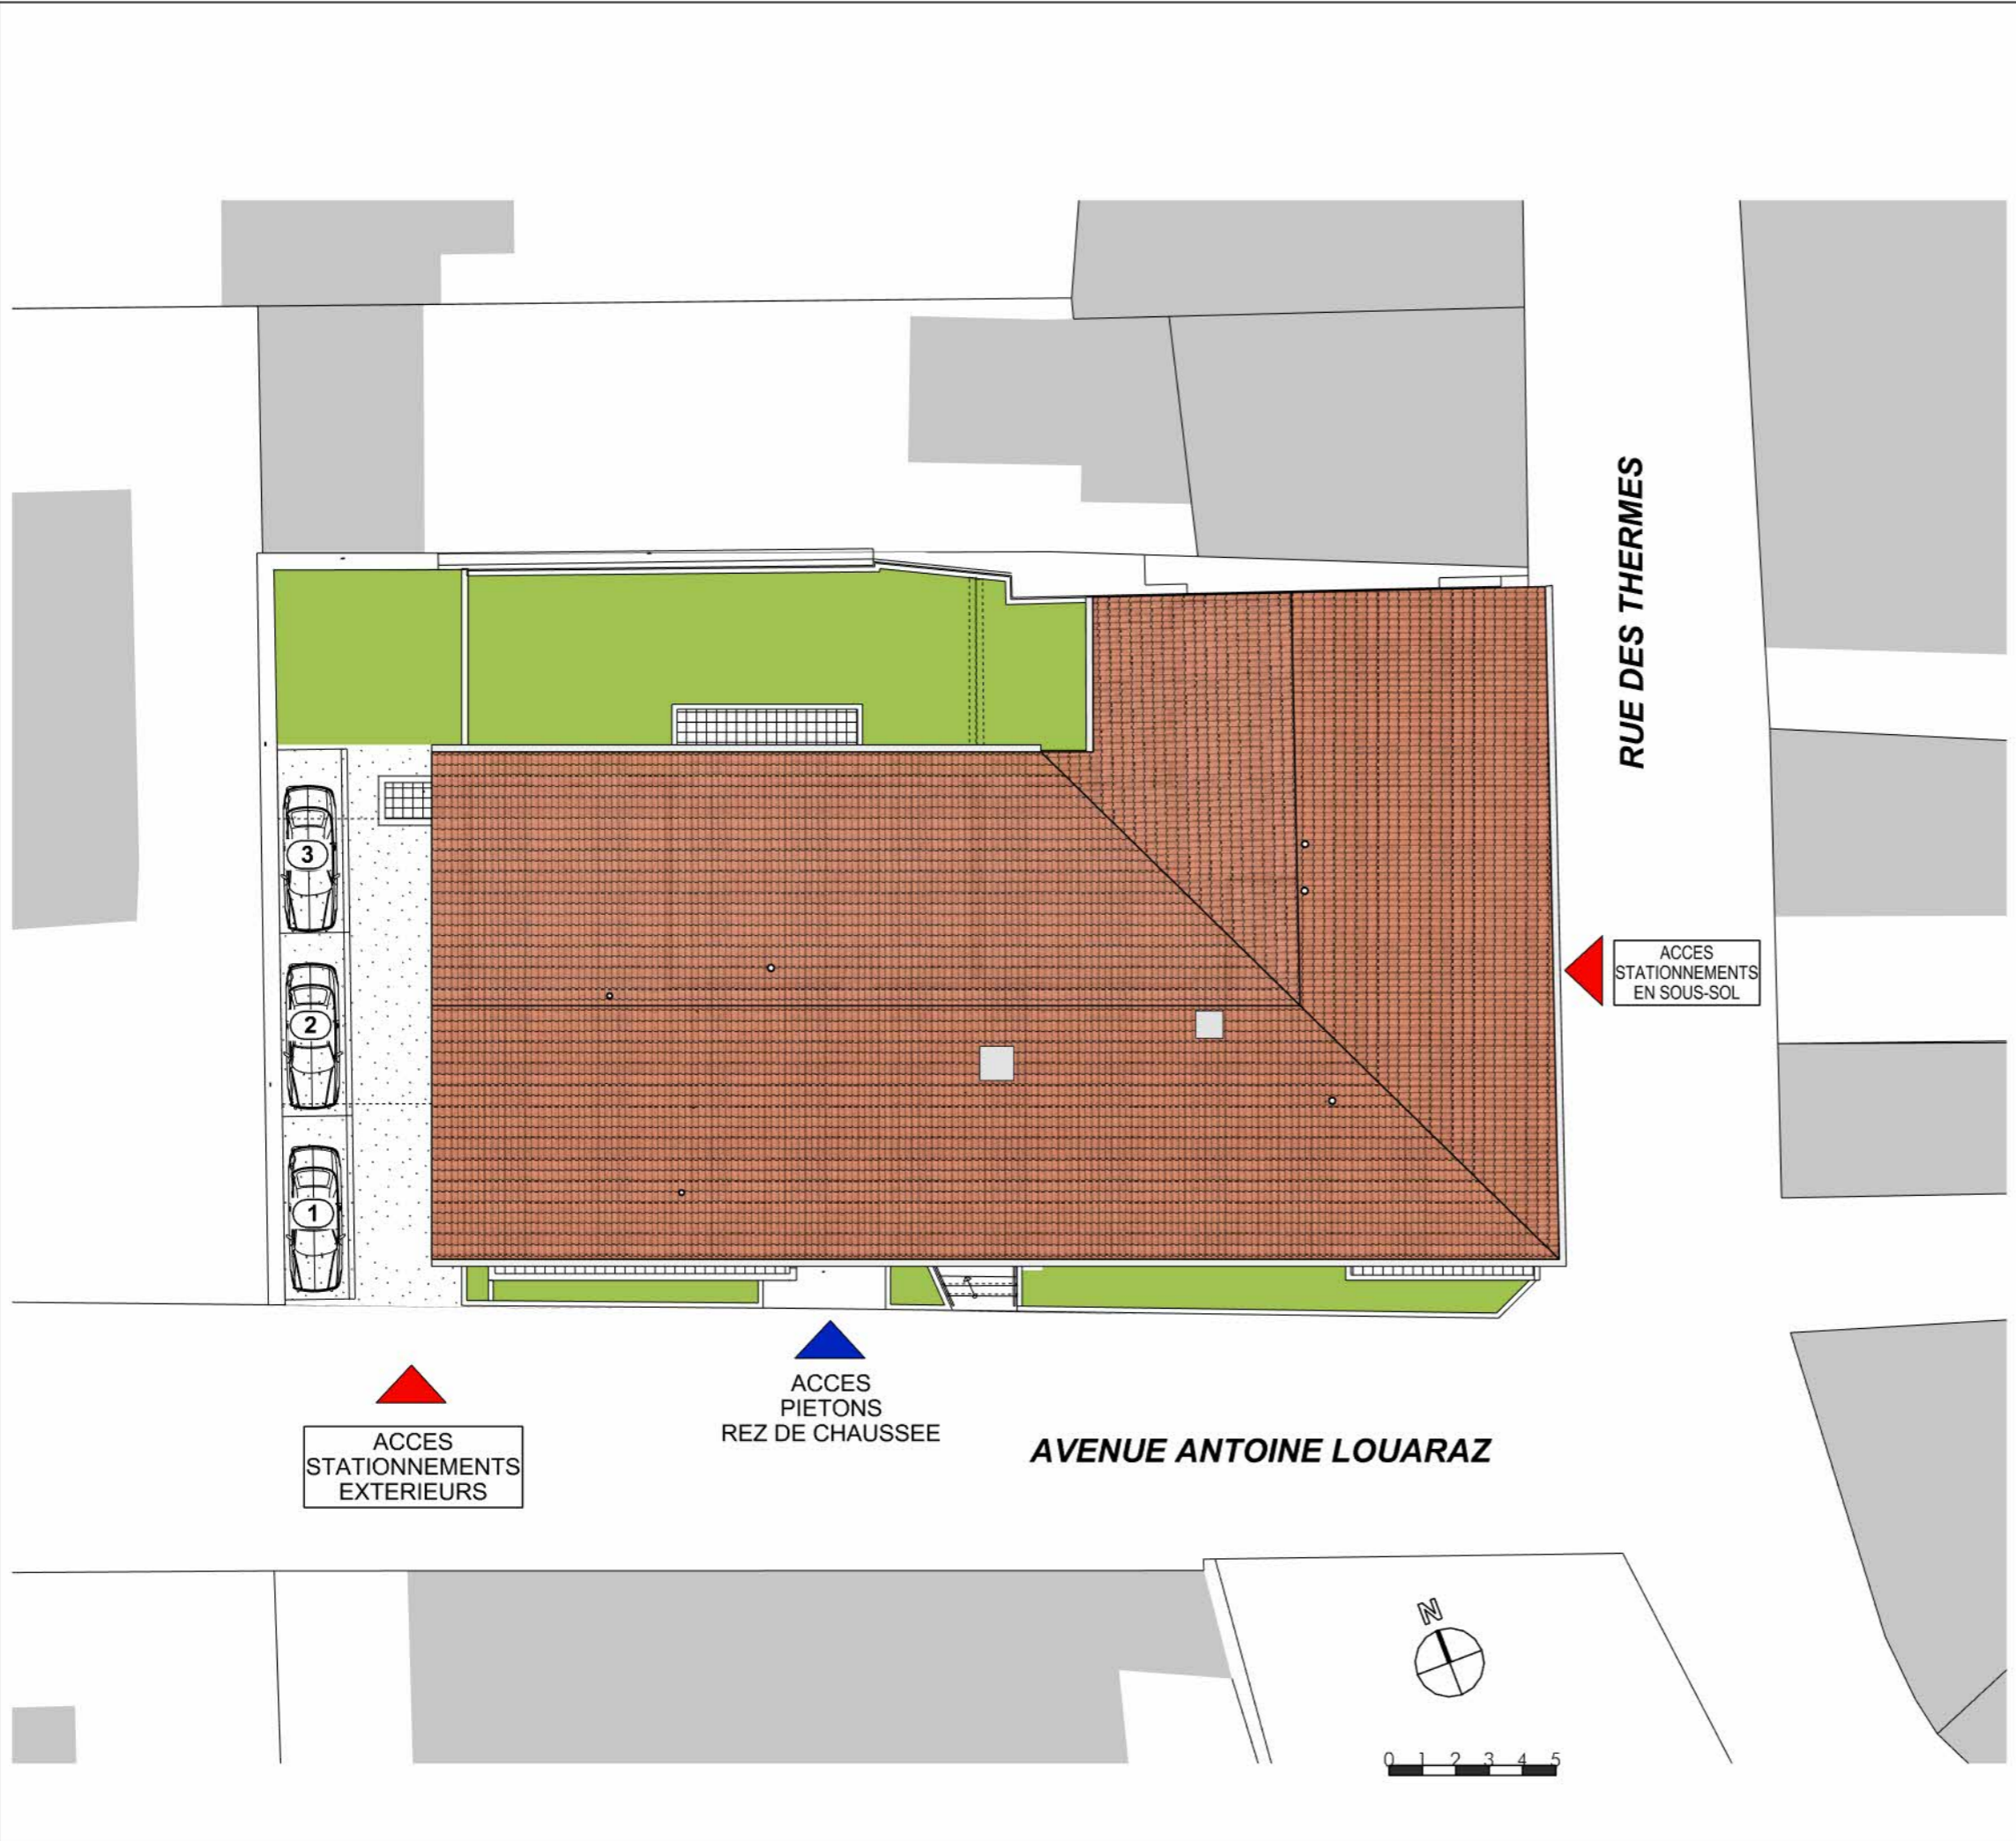 RUE DES THERMES
3
ACCES
STATIONNEMENTS
EN SOUS-SOL
2
1
ACCES
PIETONS
REZ DE CHAUSSEE
ACCES
STATIONNEMENTS
EXTERIEURS
AVENUE ANTOINE LOUARAZ
N
0 1 2 3 4 5